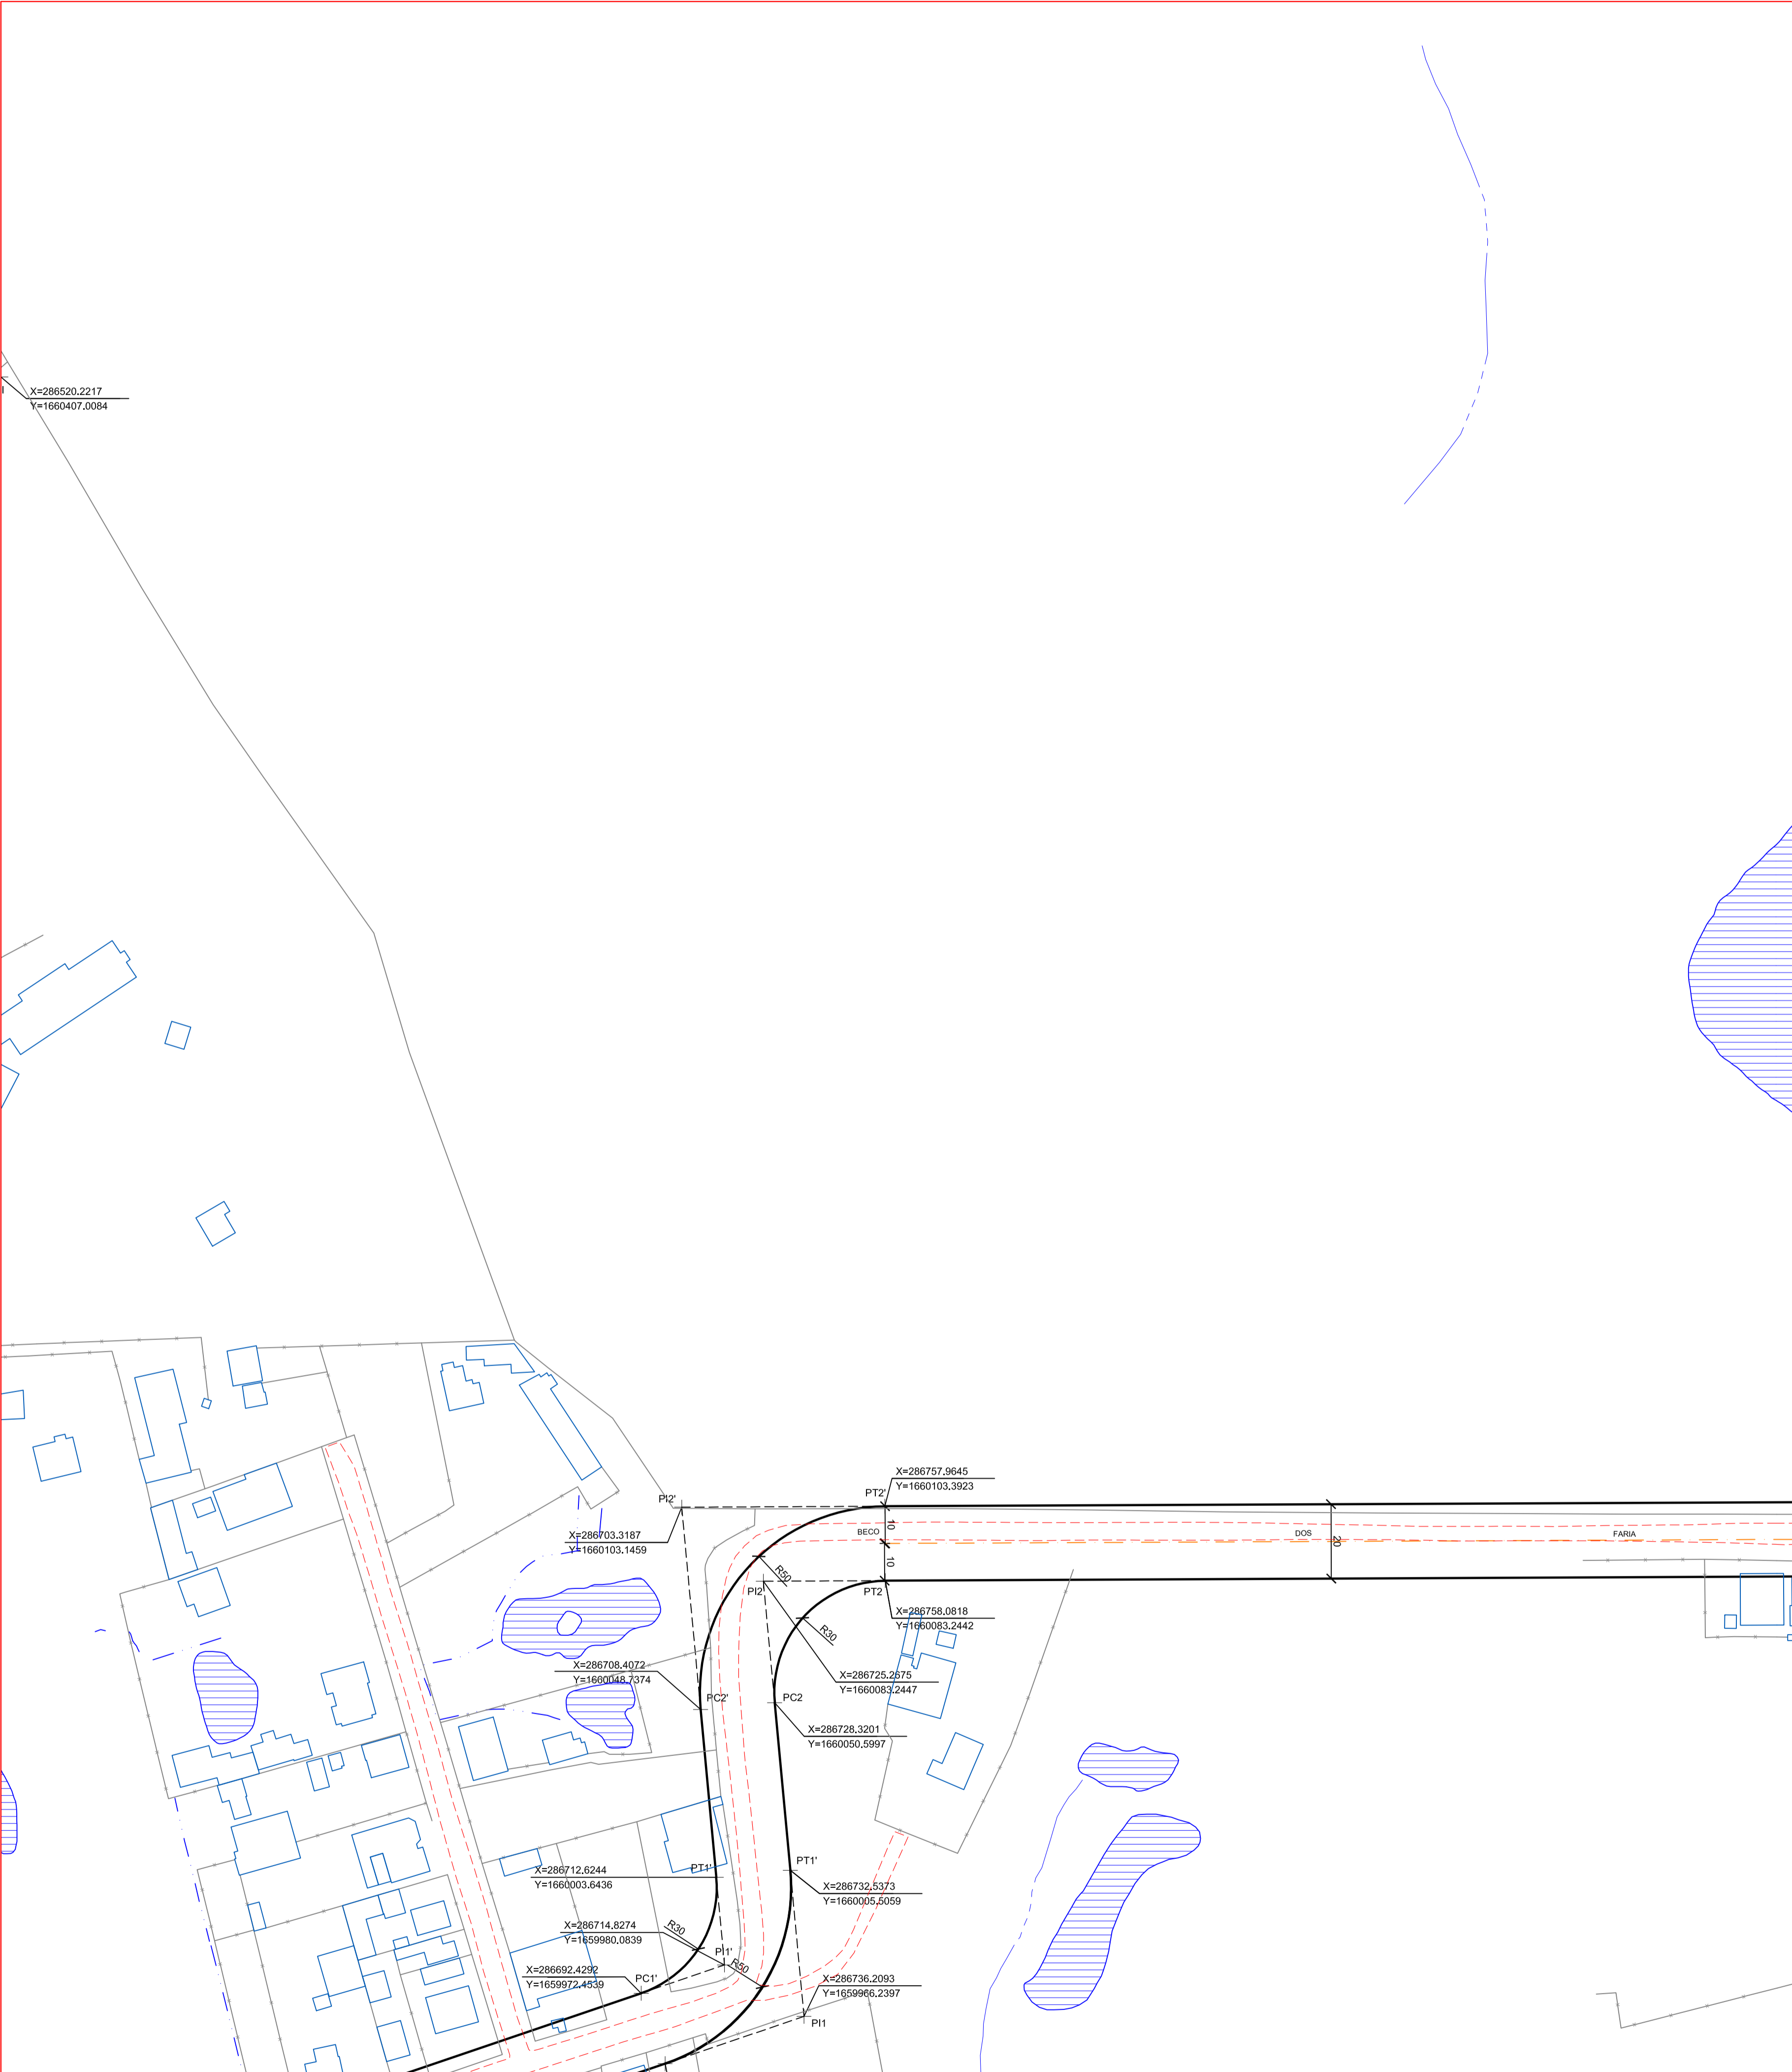 X=286520.2217
Y=1660407.0084
X=286757.9645
Y=1660103.3923
PI2'
PT2'
X=286703.3187
Y=1660103.1459
10
BECO
DOS
FARIA
20
10
R50
PI2
PT2
X=286758.0818
Y=1660083.2442
R30
X=286708.4072
Y=1660048.7374
X=286725.2675
Y=1660083.2447
PC2'
PC2
X=286728.3201
Y=1660050.5997
PT1'
PT1'
X=286712.6244
Y=1660003.6436
X=286732.5373
Y=1660005.5059
X=286714.8274
Y=1659980.0839
R30
PI1'
R50
X=286692.4292
Y=1659972.4539
PC1'
X=286736.2093
Y=1659966.2397
PI1